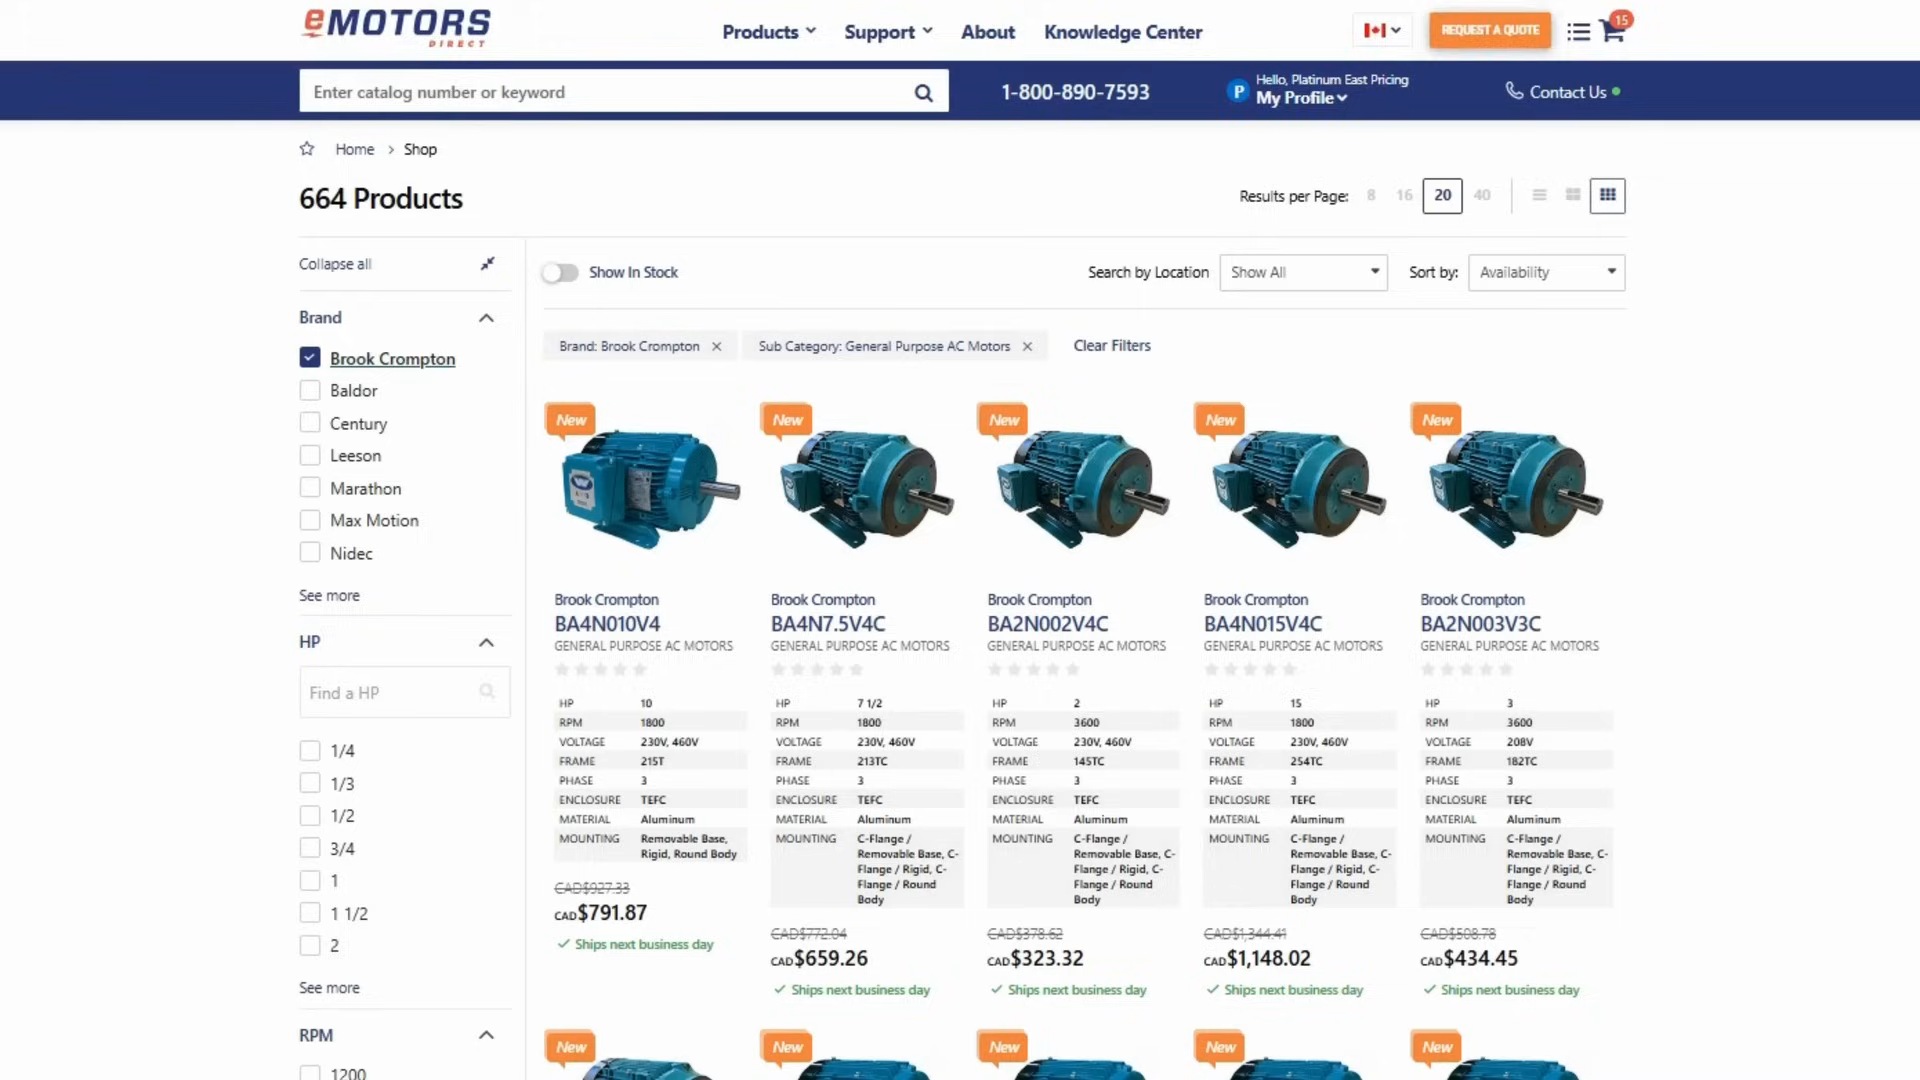 eMOTORS
DIRECT
Products
Support
About
Knowledge Center
REQUEST A QUOTE
15
Enter catalog number or keyword
1-800-890-7593
P
Hello, Platinum East Pricing
My Profile
Contact Us
Home > Shop
664 Products
Results per Page: 8 16 20 40
Collapse all
Show In Stock
Search by Location Show All
Sort by: Availability
Brand: Brook Crompton ×
Sub Category: General Purpose AC Motors ×
Clear Filters
Brand
Brook Crompton
Baldor
Century
Leeson
Marathon
Max Motion
Nidec
See more
HP
Find a HP
1/4
1/3
1/2
3/4
1
1 1/2
2
See more
RPM
1200
New
Brook Crompton
BA4N010V4
GENERAL PURPOSE AC MOTORS
HP 10
RPM 1800
VOLTAGE 230V, 460V
FRAME 215T
PHASE 3
ENCLOSURE TEFC
MATERIAL Aluminum
MOUNTING Removable Base,
Rigid, Round Body
CAD$927.33
CAD$791.87
Ships next business day
New
Brook Crompton
BA4N7.5V4C
GENERAL PURPOSE AC MOTORS
HP 7 1/2
RPM 1800
VOLTAGE 230V, 460V
FRAME 213TC
PHASE 3
ENCLOSURE TEFC
MATERIAL Aluminum
MOUNTING C-Flange /
Removable Base, C-
Flange / Rigid, C-
Flange / Round
Body
CAD$772.04
CAD$659.26
Ships next business day
New
Brook Crompton
BA2N002V4C
GENERAL PURPOSE AC MOTORS
HP 2
RPM 3600
VOLTAGE 230V, 460V
FRAME 145TC
PHASE 3
ENCLOSURE TEFC
MATERIAL Aluminum
MOUNTING C-Flange /
Removable Base, C-
Flange / Rigid, C-
Flange / Round
Body
CAD$378.62
CAD$323.32
Ships next business day
New
Brook Crompton
BA4N015V4C
GENERAL PURPOSE AC MOTORS
HP 15
RPM 1800
VOLTAGE 230V, 460V
FRAME 254TC
PHASE 3
ENCLOSURE TEFC
MATERIAL Aluminum
MOUNTING C-Flange /
Removable Base, C-
Flange / Rigid, C-
Flange / Round
Body
CAD$1,344.41
CAD$1,148.02
Ships next business day
New
Brook Crompton
BA2N003V3C
GENERAL PURPOSE AC MOTORS
HP 3
RPM 3600
VOLTAGE 208V
FRAME 182TC
PHASE 3
ENCLOSURE TEFC
MATERIAL Aluminum
MOUNTING C-Flange /
Removable Base, C-
Flange / Rigid, C-
Flange / Round
Body
CAD$508.78
CAD$434.45
Ships next business day
New
New
New
New
New